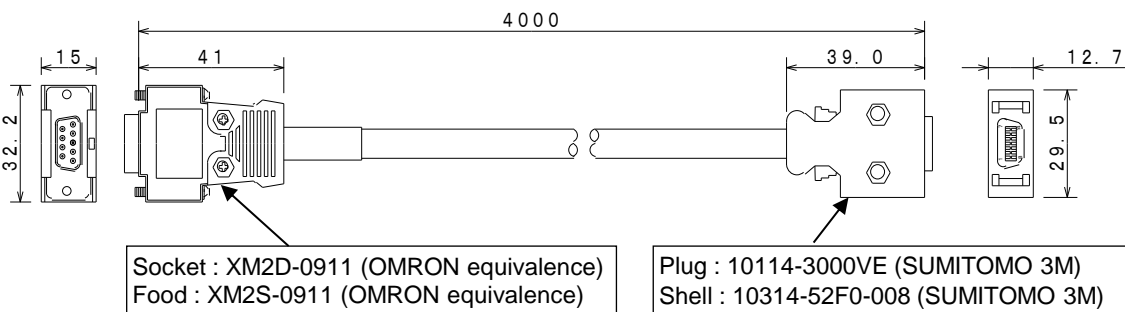 4000
15
41
39. 0
12. 7
32. 2
29. 5
Socket : XM2D-0911 (OMRON equivalence)
Food : XM2S-0911 (OMRON equivalence)
Plug : 10114-3000VE (SUMITOMO 3M)
Shell : 10314-52F0-008 (SUMITOMO 3M)